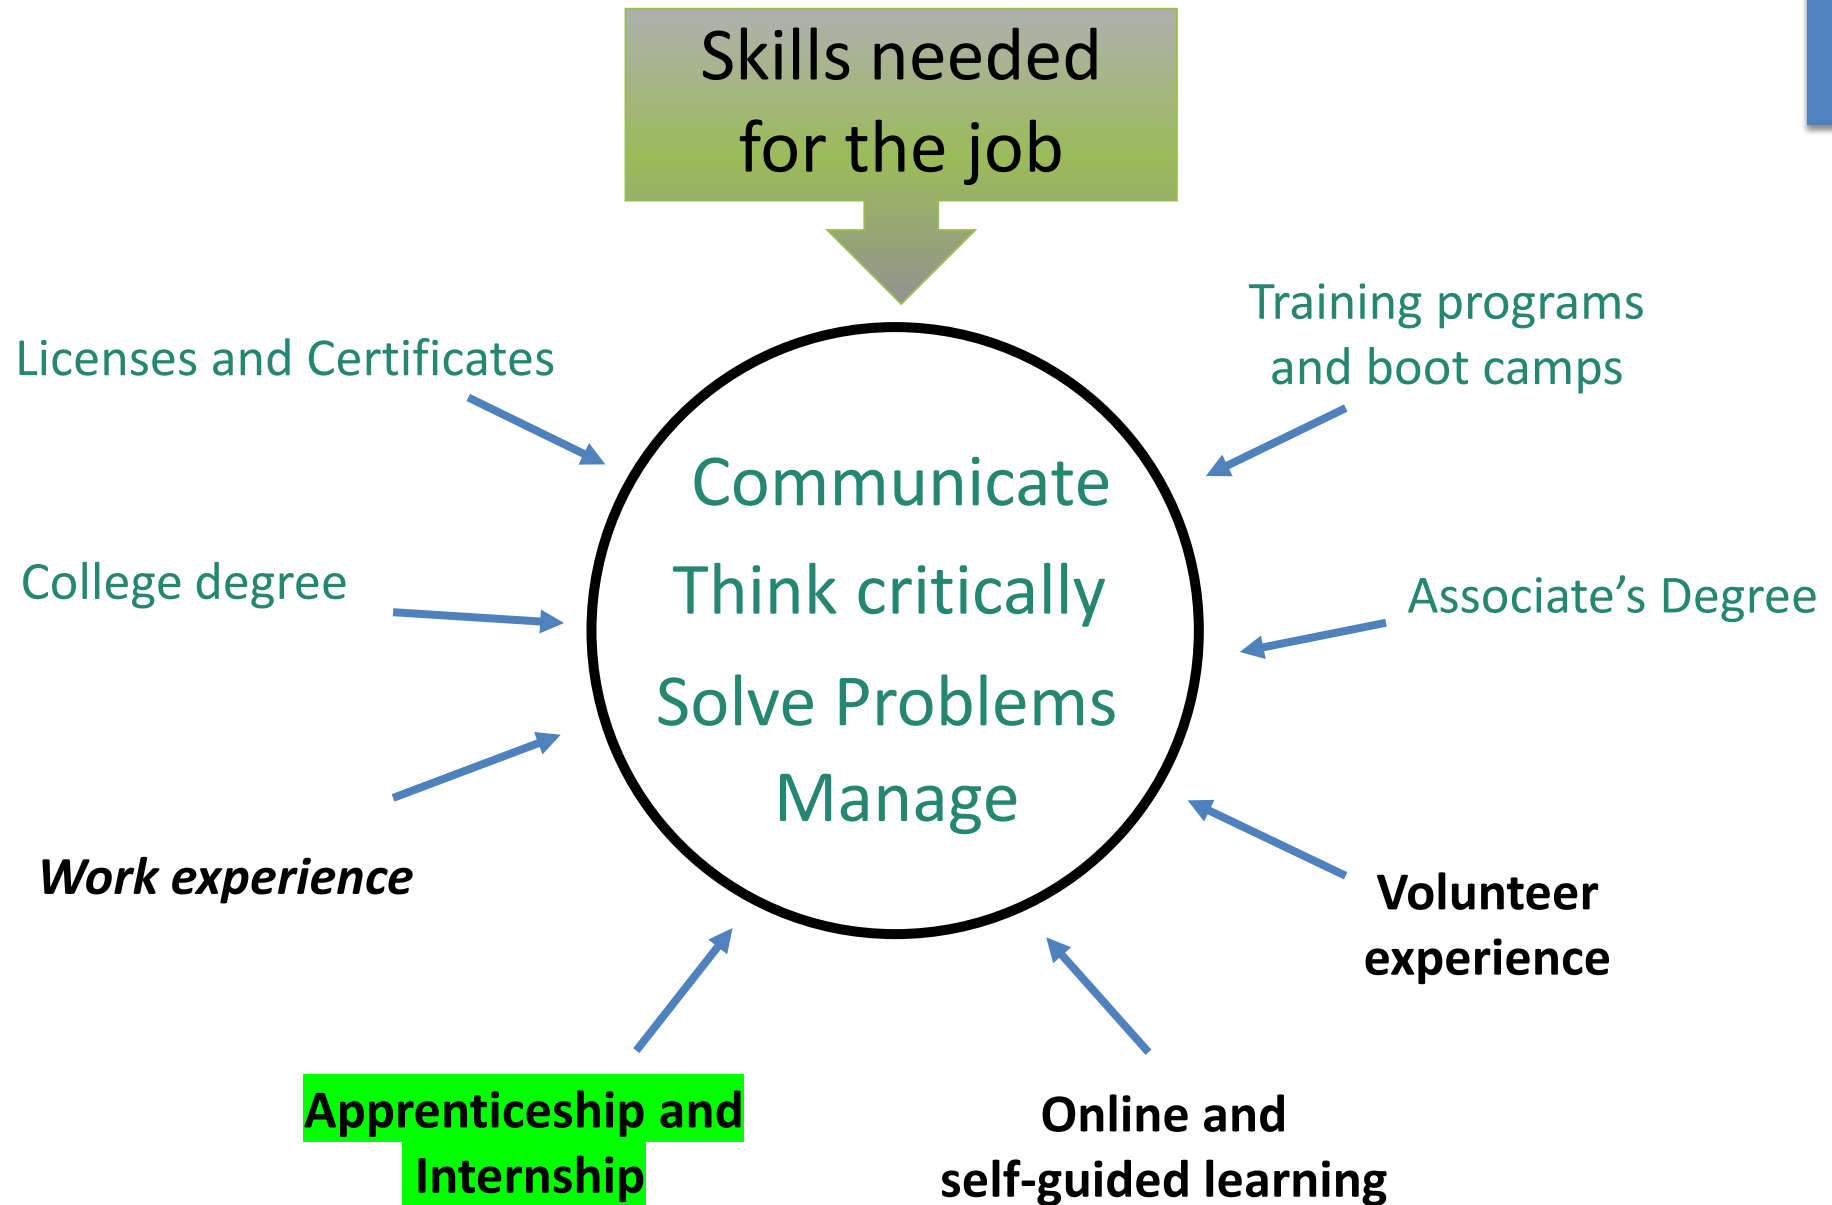 Skills needed
for the job
Licenses and Certificates
Training programs
and boot camps
Communicate
Think critically
Solve Problems
Manage
College degree
Associate’s Degree
Work experience
Volunteer
experience
Apprenticeship and
Internship
Online and
self-guided learning